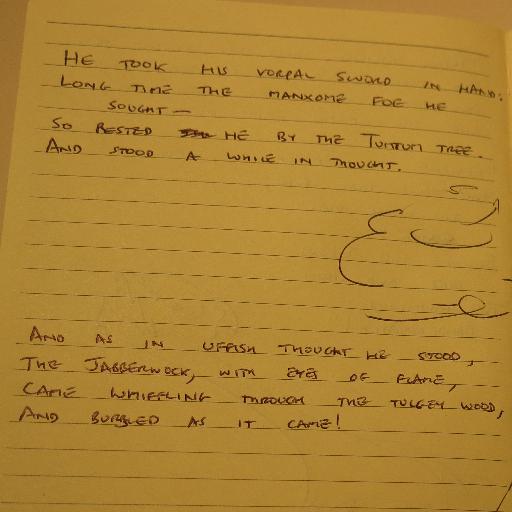 HE TOOK HIS VORPAL SWORD IN HAND:
LONG TIME THE MANXOME FOE HE
SOUGHT —
SO RESTED HE BY THE TUMTUM TREE.
AND STOOD A WHILE IN THOUGHT.
AND AS IN UFFISH THOUGHT HE STOOD,
THE JABBERWOCK, WITH EYES OF FLAME,
CAME WHIFFLING THROUGH THE TULGEY WOOD,
AND BURBLED AS IT CAME!